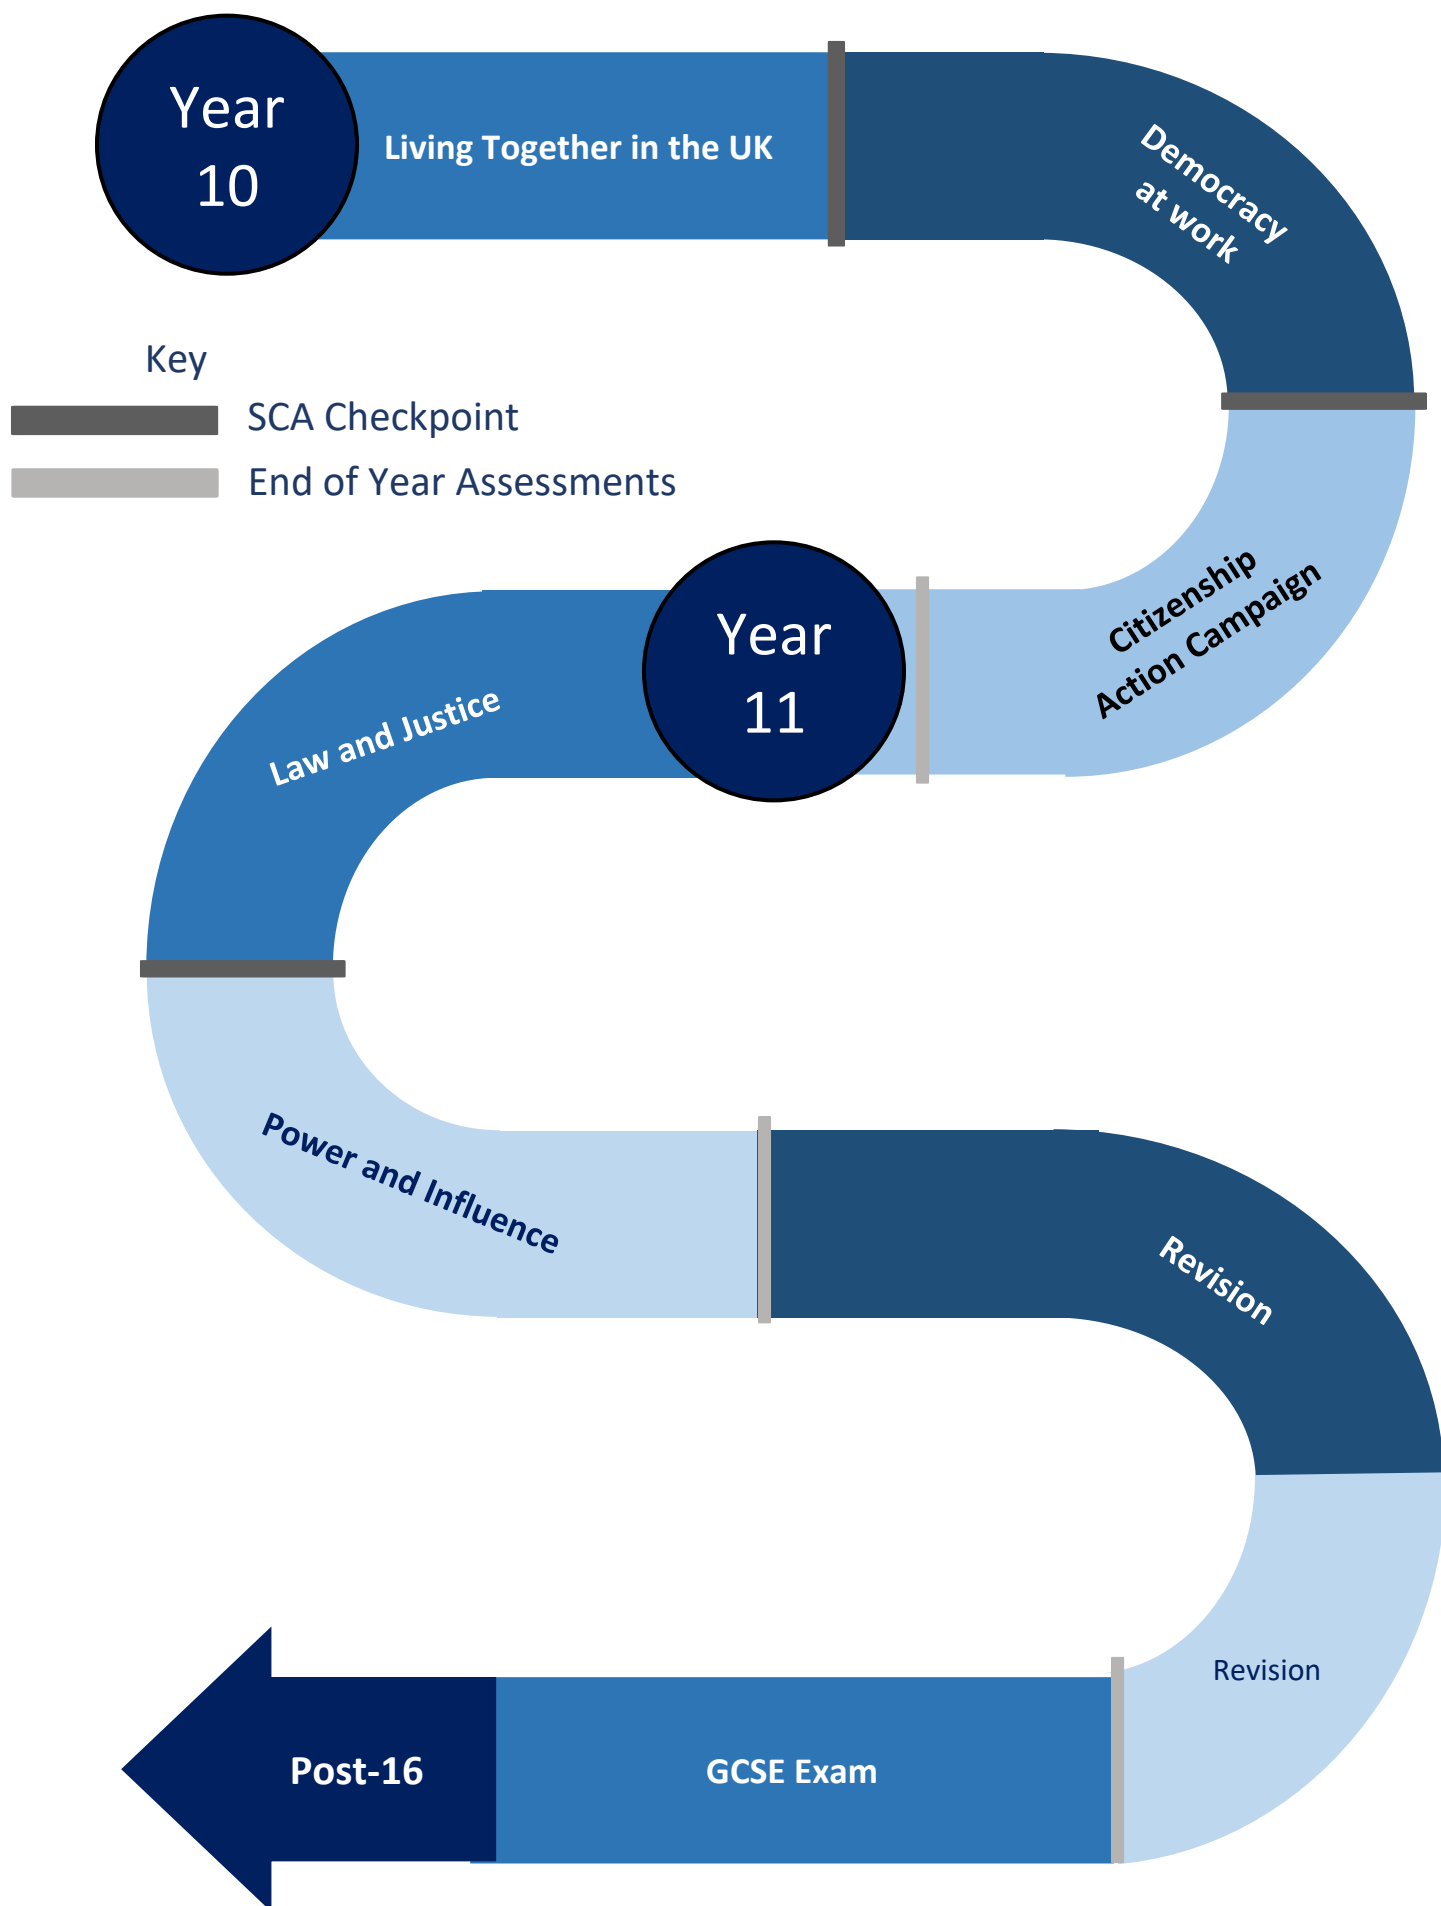 Year
10
Living Together in the UK
Democracy
at work
Key
SCA Checkpoint
End of Year Assessments
Citizenship
Action Campaign
Year
11
Law and Justice
Power and Influence
Revision
Revision
GCSE Exam
Post-16